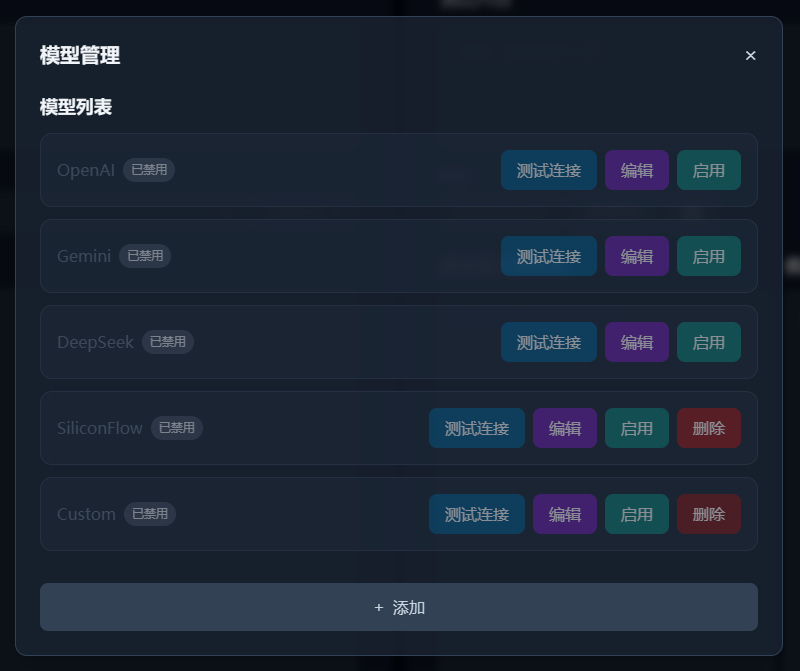 模型管理 ×
模型列表
OpenAI 已禁用 测试连接 编辑 启用
Gemini 已禁用 测试连接 编辑 启用
DeepSeek 已禁用 测试连接 编辑 启用
SiliconFlow 已禁用 测试连接 编辑 启用 删除
Custom 已禁用 测试连接 编辑 启用 删除
+ 添加